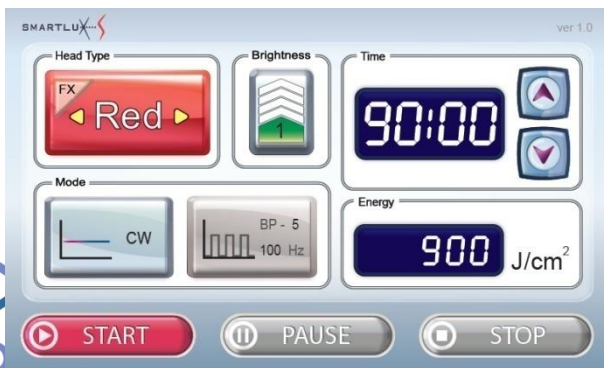 SMARTLUX S
ver 1.0
Head Type
FX
Red
Brightness
1
Time
90:00
Mode
CW
BP - 5
100 Hz
Energy
900 J/cm²
START
PAUSE
STOP